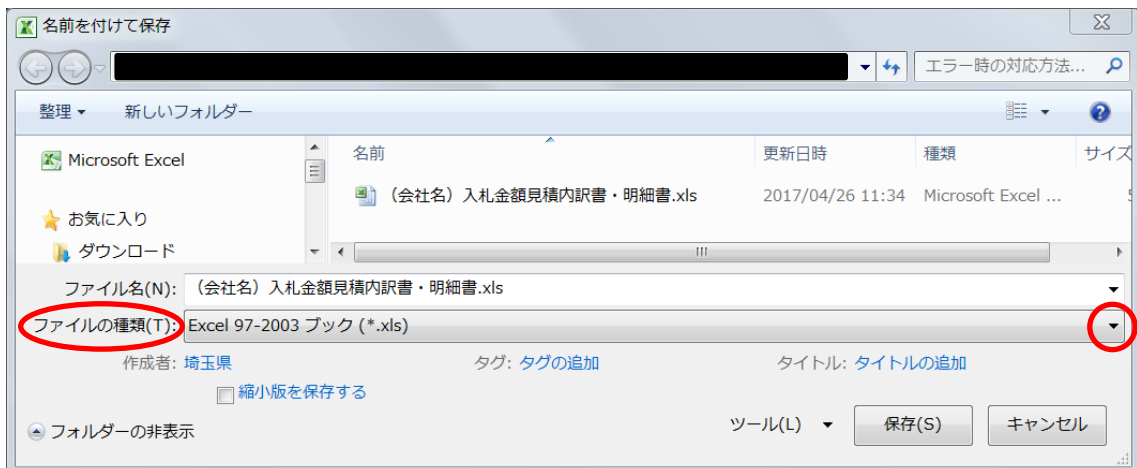 名前を付けて保存
エラー時の対応方法...
整理 新しいフォルダー
Microsoft Excel
名前 更新日時 種類 サイズ
(会社名)入札金額見積内訳書・明細書.xls 2017/04/26 11:34 Microsoft Excel ...
お気に入り
ダウンロード
ファイル名(N): (会社名)入札金額見積内訳書・明細書.xls
ファイルの種類(T): Excel 97-2003 ブック (*.xls)
作成者: 埼玉県 タグ: タグの追加 タイトル: タイトルの追加
縮小版を保存する
フォルダーの非表示 ツール(L) 保存(S) キャンセル